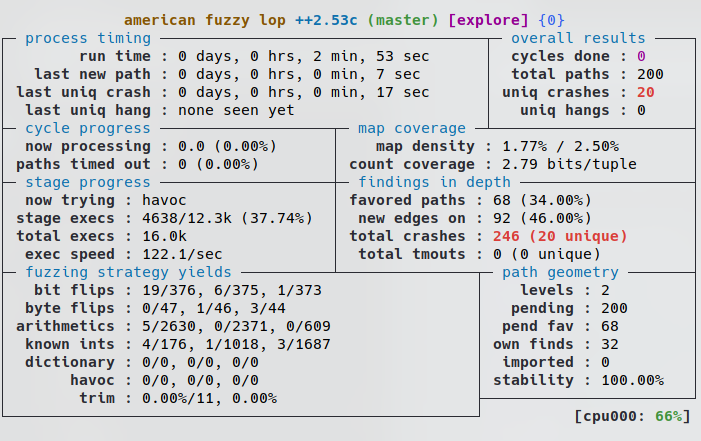 american fuzzy lop ++2.53c (master) [explore] {0}
process timing overall results
run time : 0 days, 0 hrs, 2 min, 53 sec cycles done : 0
last new path : 0 days, 0 hrs, 0 min, 7 sec total paths : 200
last uniq crash : 0 days, 0 hrs, 0 min, 17 sec uniq crashes : 20
last uniq hang : none seen yet uniq hangs : 0
cycle progress map coverage
now processing : 0.0 (0.00%) map density : 1.77% / 2.50%
paths timed out : 0 (0.00%) count coverage : 2.79 bits/tuple
stage progress findings in depth
now trying : havoc favored paths : 68 (34.00%)
stage execs : 4638/12.3k (37.74%) new edges on : 92 (46.00%)
total execs : 16.0k total crashes : 246 (20 unique)
exec speed : 122.1/sec total tmouts : 0 (0 unique)
fuzzing strategy yields path geometry
bit flips : 19/376, 6/375, 1/373 levels : 2
byte flips : 0/47, 1/46, 3/44 pending : 200
arithmetics : 5/2630, 0/2371, 0/609 pend fav : 68
known ints : 4/176, 1/1018, 3/1687 own finds : 32
dictionary : 0/0, 0/0, 0/0 imported : 0
havoc : 0/0, 0/0, 0/0 stability : 100.00%
trim : 0.00%/11, 0.00%
[cpu000: 66%]